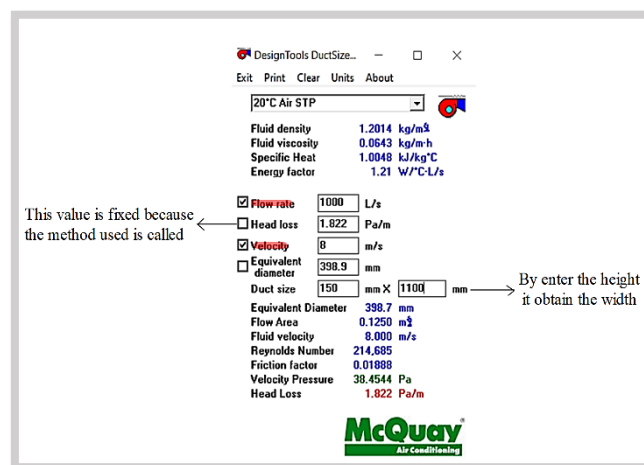 DesignTools DuctSize...
Exit Print Clear Units About
20°C Air STP
Fluid density 1.2014 kg/m³
Fluid viscosity 0.0643 kg/m·h
Specific Heat 1.0048 kJ/kg°C
Energy factor 1.21 W/°C·L/s
Flow rate 1000 L/s
This value is fixed because
the method used is called
Head loss 1.822 Pa/m
Velocity 8 m/s
Equivalent
diameter 398.9 mm
Duct size 150 mm X 1100 mm
By enter the height
it obtain the width
Equivalent Diameter 398.7 mm
Flow Area 0.1250 m²
Fluid velocity 8.000 m/s
Reynolds Number 214,685
Friction factor 0.01888
Velocity Pressure 38.4544 Pa
Head Loss 1.822 Pa/m
McQuay
Air Conditioning